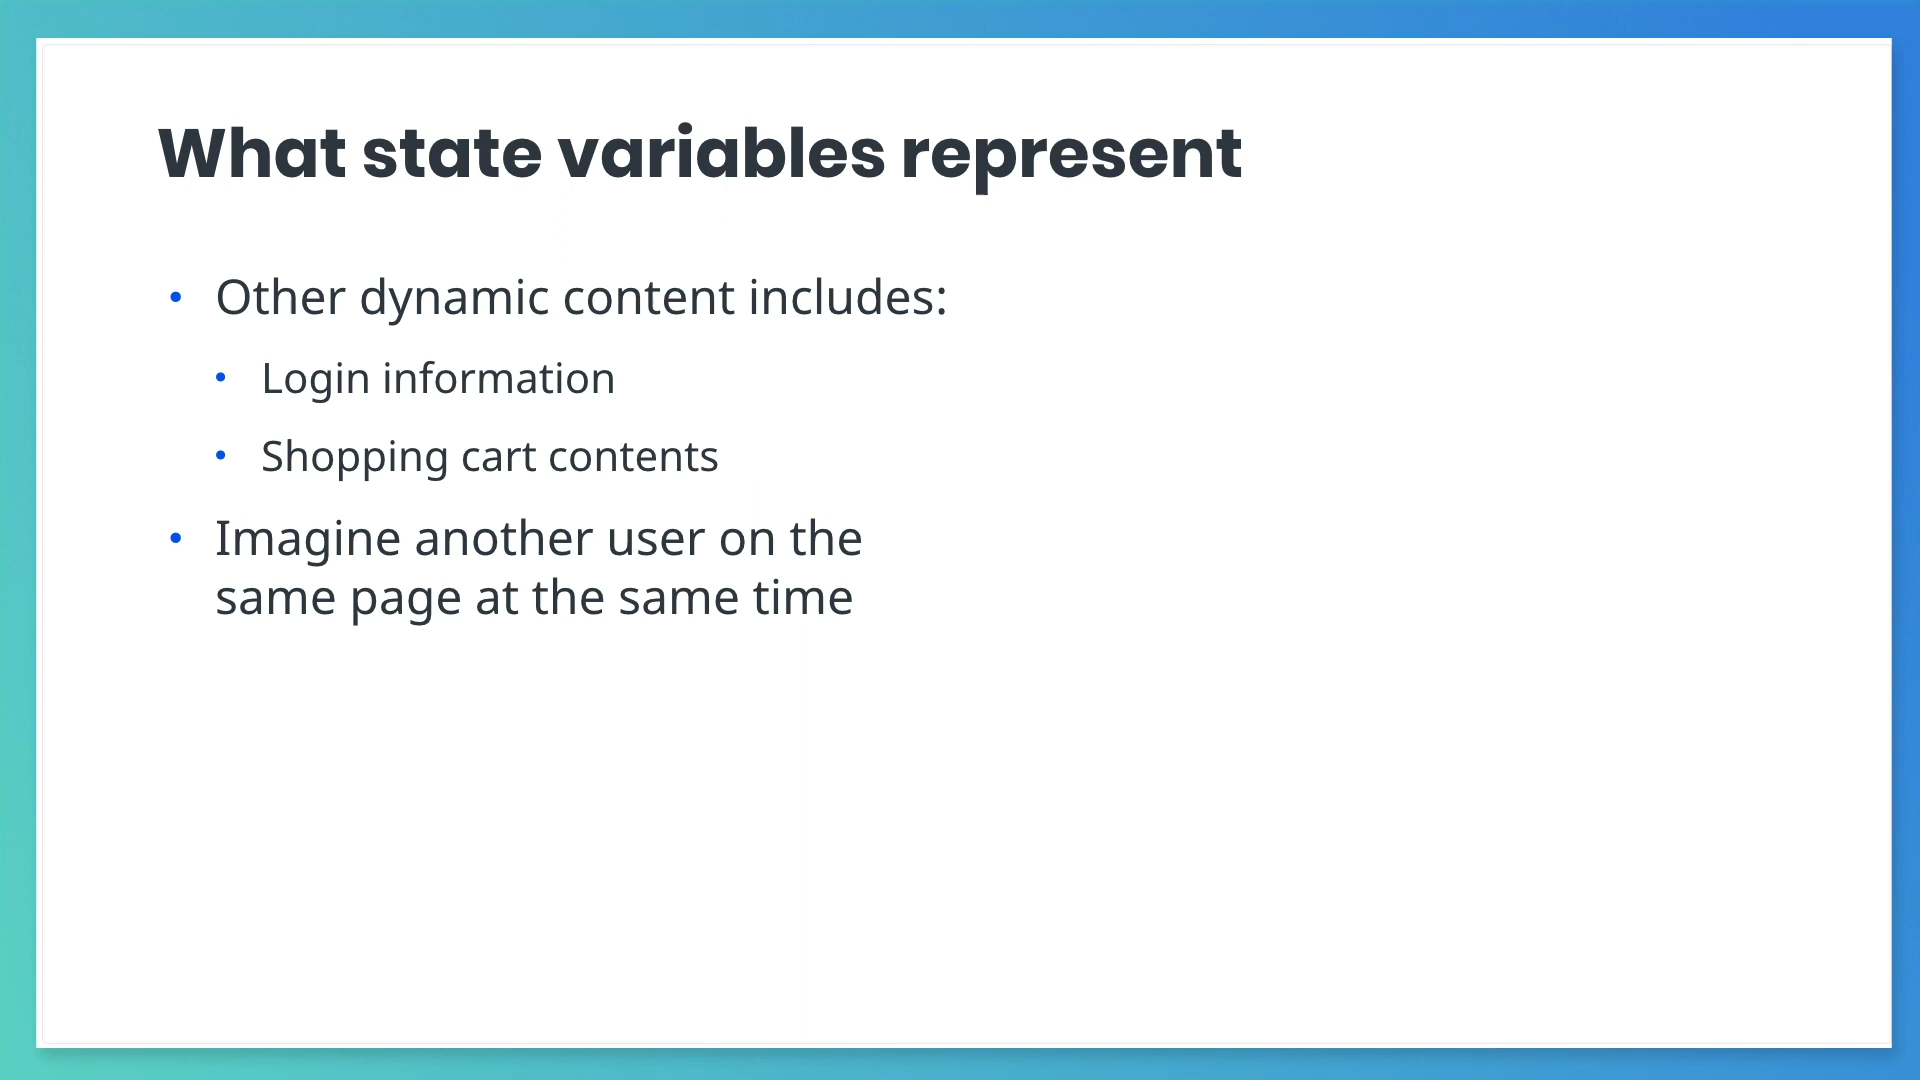 What state variables represent
• Other dynamic content includes:
• Login information
• Shopping cart contents
• Imagine another user on the
same page at the same time